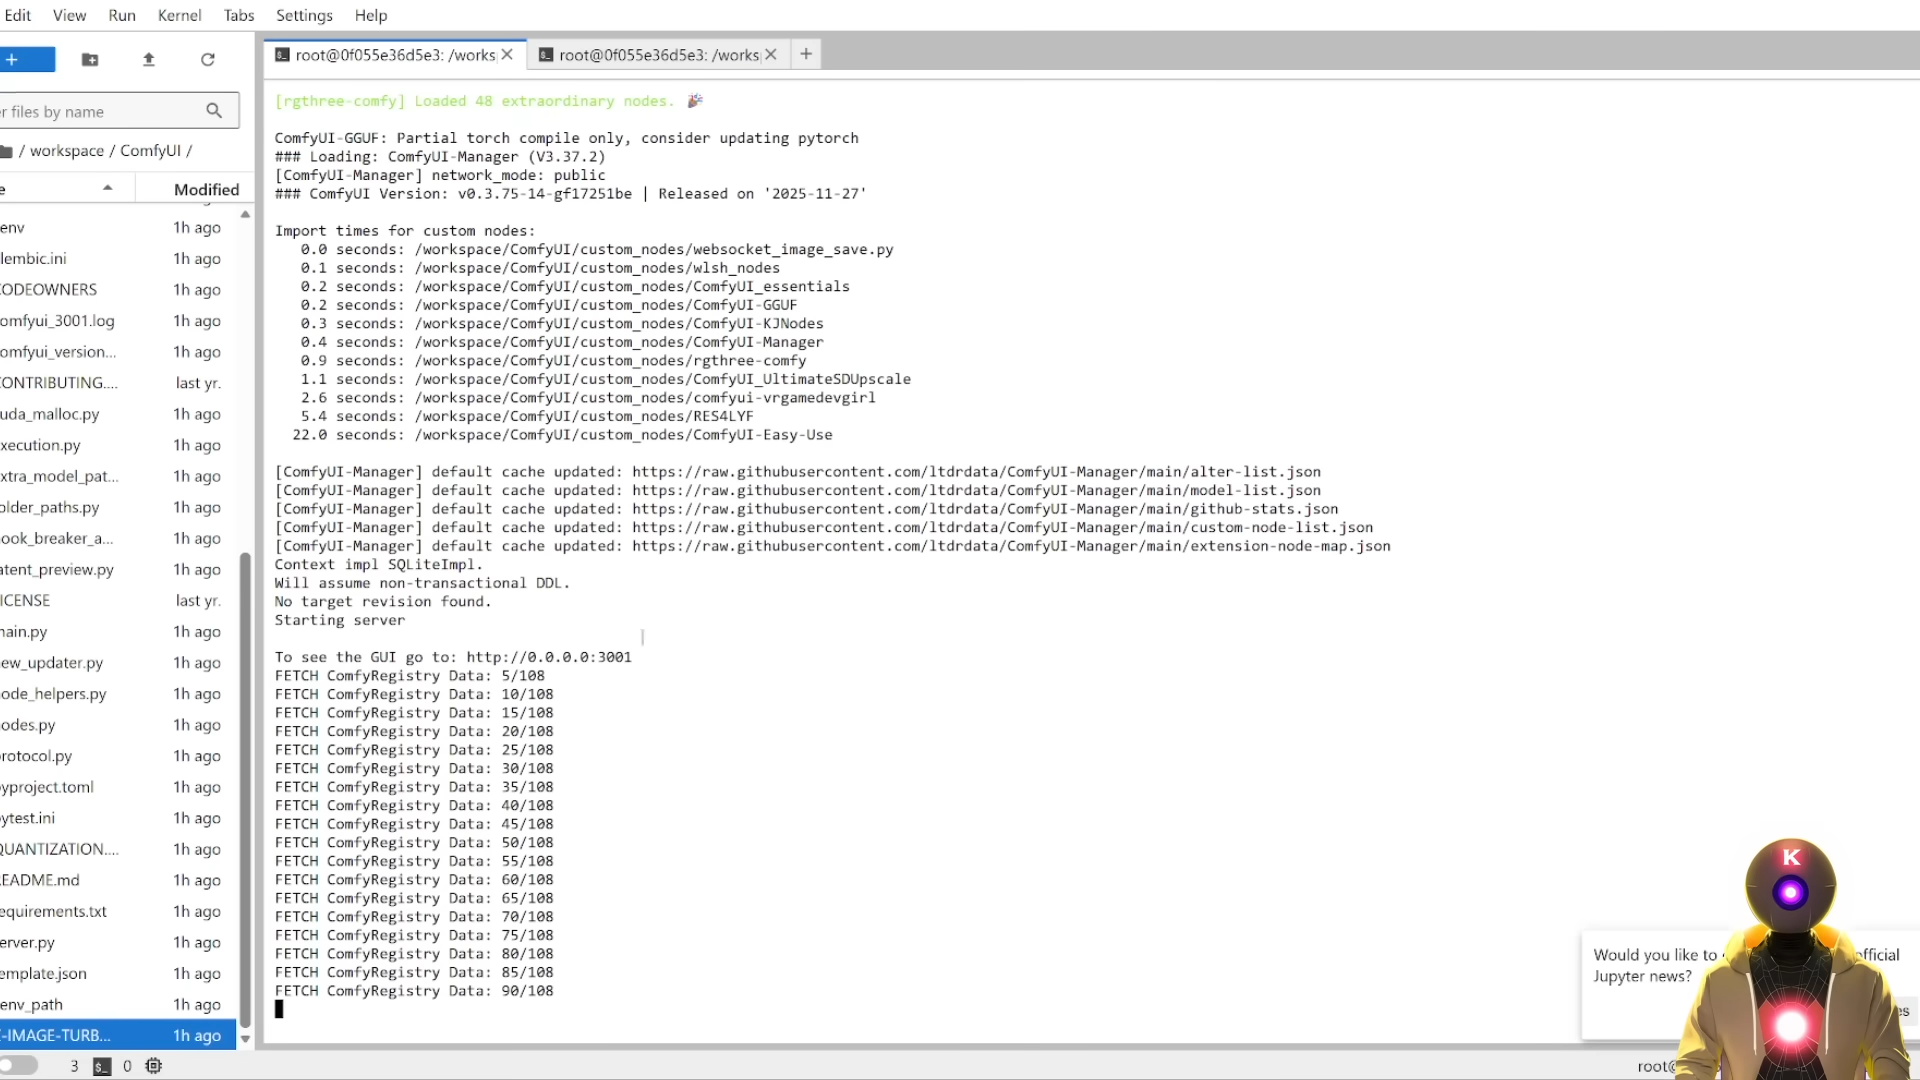 Edit View Run Kernel Tabs Settings Help
+
root@0f055e36d5e3: /works
root@0f055e36d5e3: /works
+
er files by name
/ workspace / ComfyUI /
e Modified
env 1h ago
lembic.ini 1h ago
CODEOWNERS 1h ago
omfyui_3001.log 1h ago
omfyui_version... 1h ago
CONTRIBUTING.... last yr.
uda_malloc.py 1h ago
xecution.py 1h ago
xtra_model_pat... 1h ago
older_paths.py 1h ago
ook_breaker_a... 1h ago
atent_preview.py 1h ago
ICENSE last yr.
main.py 1h ago
ew_updater.py 1h ago
ode_helpers.py 1h ago
odes.py 1h ago
protocol.py 1h ago
yproject.toml 1h ago
ytest.ini 1h ago
QUANTIZATION.... 1h ago
README.md 1h ago
equirements.txt 1h ago
erver.py 1h ago
emplate.json 1h ago
env_path 1h ago
-IMAGE-TURB... 1h ago
[rgthree-comfy] Loaded 48 extraordinary nodes. 🎉
ComfyUI-GGUF: Partial torch compile only, consider updating pytorch
### Loading: ComfyUI-Manager (V3.37.2)
[ComfyUI-Manager] network_mode: public
### ComfyUI Version: v0.3.75-14-gf17251be | Released on '2025-11-27'
Import times for custom nodes:
0.0 seconds: /workspace/ComfyUI/custom_nodes/websocket_image_save.py
0.1 seconds: /workspace/ComfyUI/custom_nodes/wlsh_nodes
0.2 seconds: /workspace/ComfyUI/custom_nodes/ComfyUI_essentials
0.2 seconds: /workspace/ComfyUI/custom_nodes/ComfyUI-GGUF
0.3 seconds: /workspace/ComfyUI/custom_nodes/ComfyUI-KJNodes
0.4 seconds: /workspace/ComfyUI/custom_nodes/ComfyUI-Manager
0.9 seconds: /workspace/ComfyUI/custom_nodes/rgthree-comfy
1.1 seconds: /workspace/ComfyUI/custom_nodes/ComfyUI_UltimateSDUpscale
2.6 seconds: /workspace/ComfyUI/custom_nodes/comfyui-vrgamedevgirl
5.4 seconds: /workspace/ComfyUI/custom_nodes/RES4LYF
22.0 seconds: /workspace/ComfyUI/custom_nodes/ComfyUI-Easy-Use
[ComfyUI-Manager] default cache updated: https://raw.githubusercontent.com/ltdrdata/ComfyUI-Manager/main/alter-list.json
[ComfyUI-Manager] default cache updated: https://raw.githubusercontent.com/ltdrdata/ComfyUI-Manager/main/model-list.json
[ComfyUI-Manager] default cache updated: https://raw.githubusercontent.com/ltdrdata/ComfyUI-Manager/main/github-stats.json
[ComfyUI-Manager] default cache updated: https://raw.githubusercontent.com/ltdrdata/ComfyUI-Manager/main/custom-node-list.json
[ComfyUI-Manager] default cache updated: https://raw.githubusercontent.com/ltdrdata/ComfyUI-Manager/main/extension-node-map.json
Context impl SQLiteImpl.
Will assume non-transactional DDL.
No target revision found.
Starting server
To see the GUI go to: http://0.0.0.0:3001
FETCH ComfyRegistry Data: 5/108
FETCH ComfyRegistry Data: 10/108
FETCH ComfyRegistry Data: 15/108
FETCH ComfyRegistry Data: 20/108
FETCH ComfyRegistry Data: 25/108
FETCH ComfyRegistry Data: 30/108
FETCH ComfyRegistry Data: 35/108
FETCH ComfyRegistry Data: 40/108
FETCH ComfyRegistry Data: 45/108
FETCH ComfyRegistry Data: 50/108
FETCH ComfyRegistry Data: 55/108
FETCH ComfyRegistry Data: 60/108
FETCH ComfyRegistry Data: 65/108
FETCH ComfyRegistry Data: 70/108
FETCH ComfyRegistry Data: 75/108
FETCH ComfyRegistry Data: 80/108
FETCH ComfyRegistry Data: 85/108
FETCH ComfyRegistry Data: 90/108
K
Would you like to fficial
Jupyter news?
es
3 0
root@